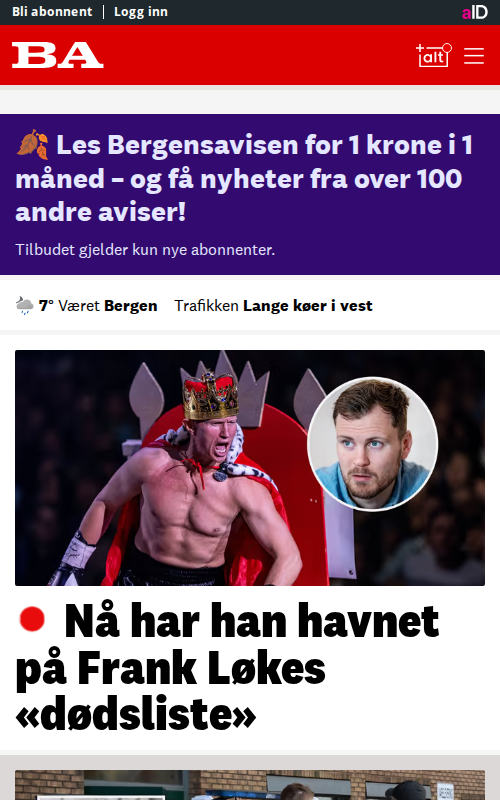 Bli abonnent
Logg inn
aID
BA
+alt
🍂 Les Bergensavisen for 1 krone i 1
måned – og få nyheter fra over 100
andre aviser!
Tilbudet gjelder kun nye abonnenter.
7° Været Bergen Trafikken Lange køer i vest
Nå har han havnet
på Frank Løkes
«dødsliste»